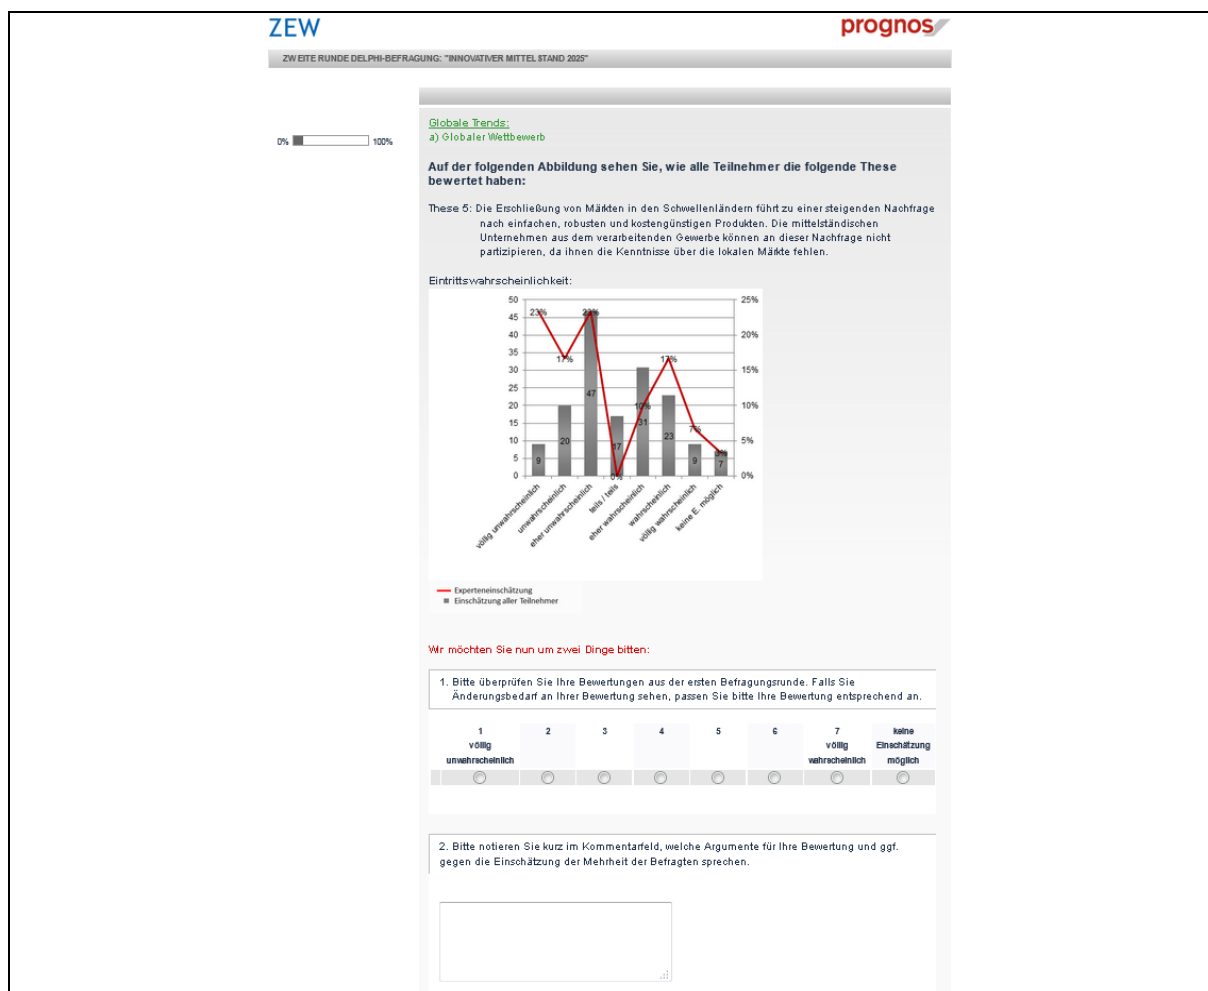 ZEW
prognos
ZWEITE RUNDE DELPHI-BEFRAGUNG: "INNOVATIVER MITTELSTAND 2025"
0% 100%
Globale Trends:
a) Globaler Wettbewerb
Auf der folgenden Abbildung sehen Sie, wie alle Teilnehmer die folgende These
bewertet haben:
These 5: Die Erschließung von Märkten in den Schwellenländern führt zu einer steigenden Nachfrage
nach einfachen, robusten und kostengünstigen Produkten. Die mittelständischen
Unternehmen aus dem verarbeitenden Gewerbe können an dieser Nachfrage nicht
partizipieren, da ihnen die Kenntnisse über die lokalen Märkte fehlen.
Eintrittswahrscheinlichkeit:
50 25%
45 23% 23%
40 20%
35 17% 17%
30 15%
25 47
20 10% 10%
15 31
10 20 17 23 7%
5 5%
9 9 3% 7
0 0% 0%
völlig unwahrscheinlich
unwahrscheinlich
eher unwahrscheinlich
teils / teils
eher wahrscheinlich
wahrscheinlich
völlig wahrscheinlich
keine E. möglich
Experteneinschätzung
Einschätzung aller Teilnehmer
Wir möchten Sie nun um zwei Dinge bitten:
1. Bitte überprüfen Sie Ihre Bewertungen aus der ersten Befragungsrunde. Falls Sie
Änderungsbedarf an Ihrer Bewertung sehen, passen Sie bitte Ihre Bewertung entsprechend an.
1 2 3 4 5 6 7 keine
völlig völlig Einschätzung
unwahrscheinlich wahrscheinlich möglich
2. Bitte notieren Sie kurz im Kommentarfeld, welche Argumente für Ihre Bewertung und ggf.
gegen die Einschätzung der Mehrheit der Befragten sprechen.